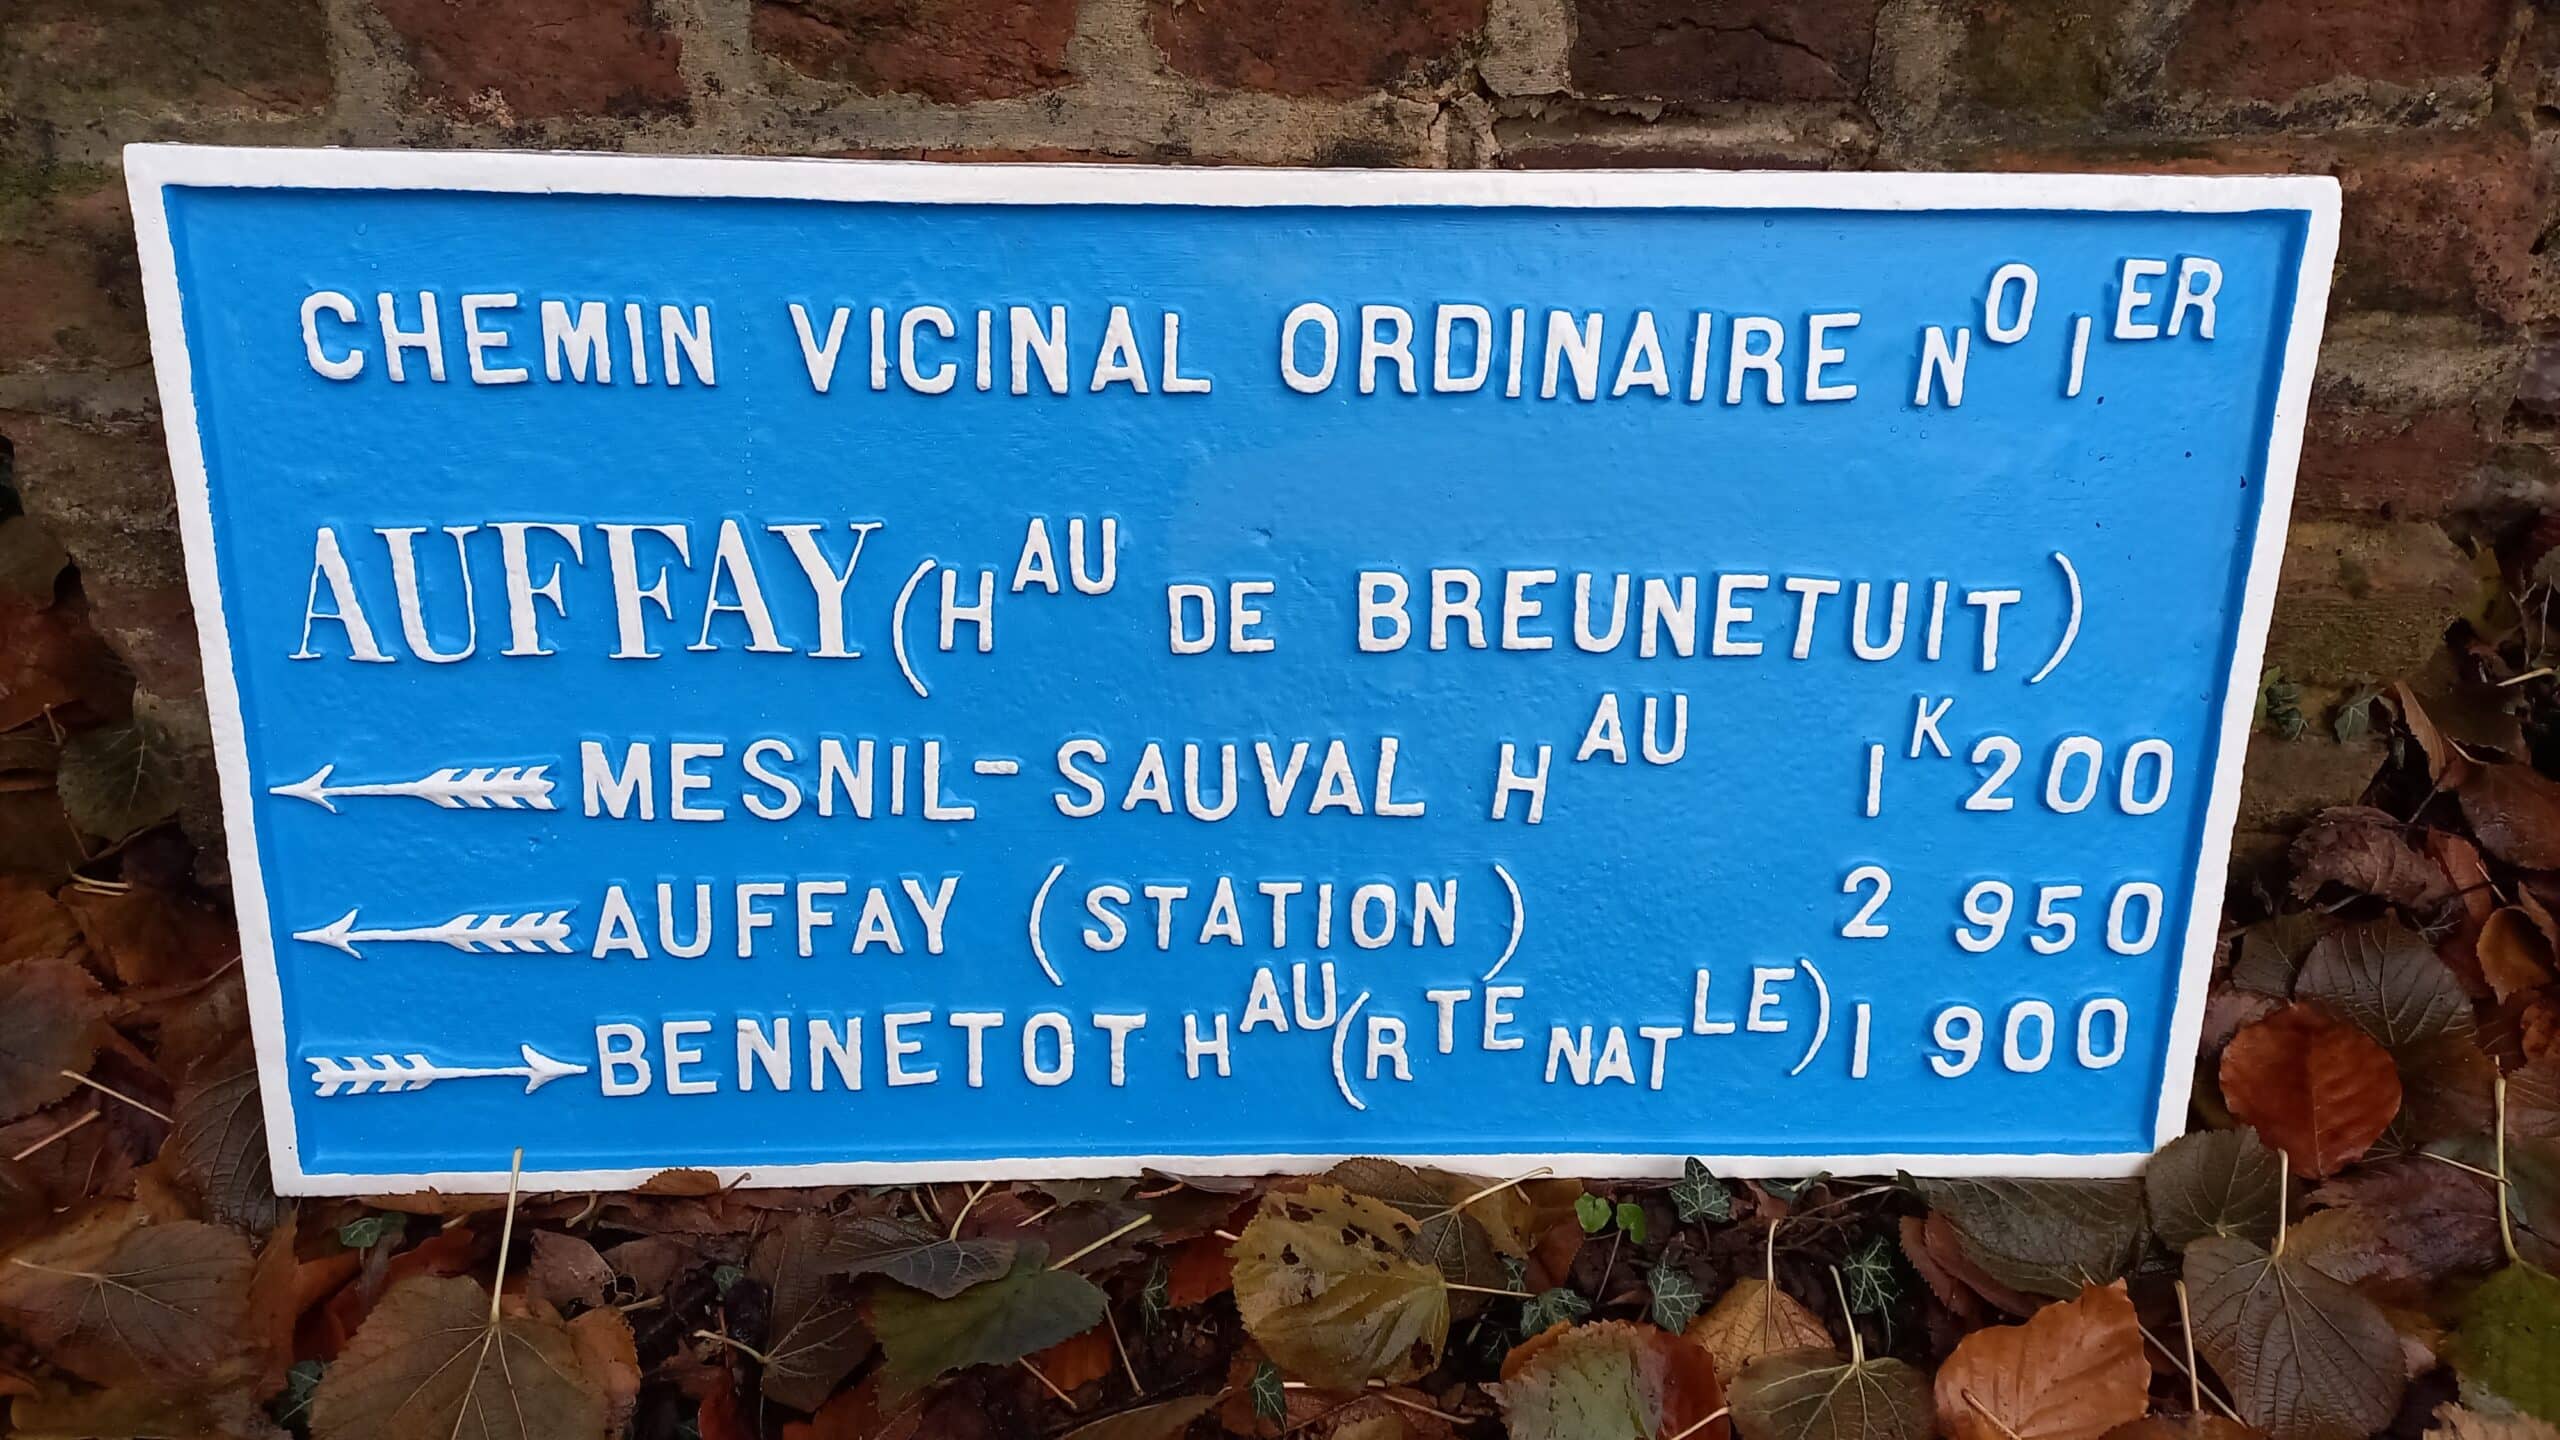 CHEMIN VICINAL ORDINAIRE NO 1ER
AUFFAY (HAU DE BREUNETUIT)
MESNIL-SAUVAL HAU 1K200
AUFFAY (STATION) 2 950
BENNETOT HAU (RTE NATLE) 1 900